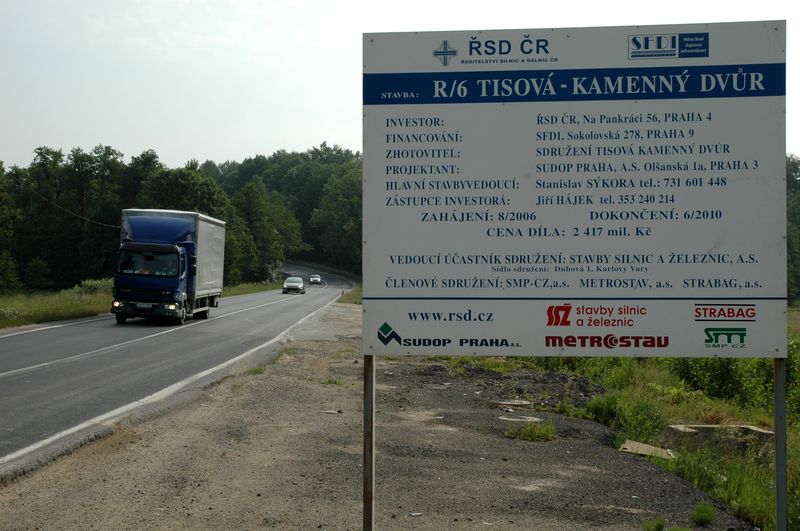 ŘSD ČR
ŘEDITELSTVÍ SILNIC A DÁLNIC ČR
SFDI
Státní fond
dopravní
infrastruktury
STAVBA: R/6 TISOVÁ - KAMENNÝ DVŮR
INVESTOR: ŘSD ČR, Na Pankráci 56, PRAHA 4
FINANCOVÁNÍ: SFDI, Sokolovská 278, PRAHA 9
ZHOTOVITEL: SDRUŽENÍ TISOVÁ KAMENNÝ DVŮR
PROJEKTANT: SUDOP PRAHA, A.S. Olšanská 1a, PRAHA 3
HLAVNÍ STAVBYVEDOUCÍ: Stanislav SÝKORA tel.: 731 601 448
ZÁSTUPCE INVESTORA: Jiří HÁJEK tel. 353 240 214
ZAHÁJENÍ: 8/2006 DOKONČENÍ: 6/2010
CENA DÍLA: 2 417 mil. Kč
VEDOUCÍ ÚČASTNÍK SDRUŽENÍ: STAVBY SILNIC A ŽELEZNIC, A.S.
Sídlo sdružení: Dubová 1, Karlovy Vary
ČLENOVÉ SDRUŽENÍ: SMP-CZ,a.s. METROSTAV, a.s. STRABAG, a.s.
www.rsd.cz
SSŽ stavby silnic
a železnic
STRABAG
SUDOP PRAHA a.s.
METROSTAV
SMP CZ